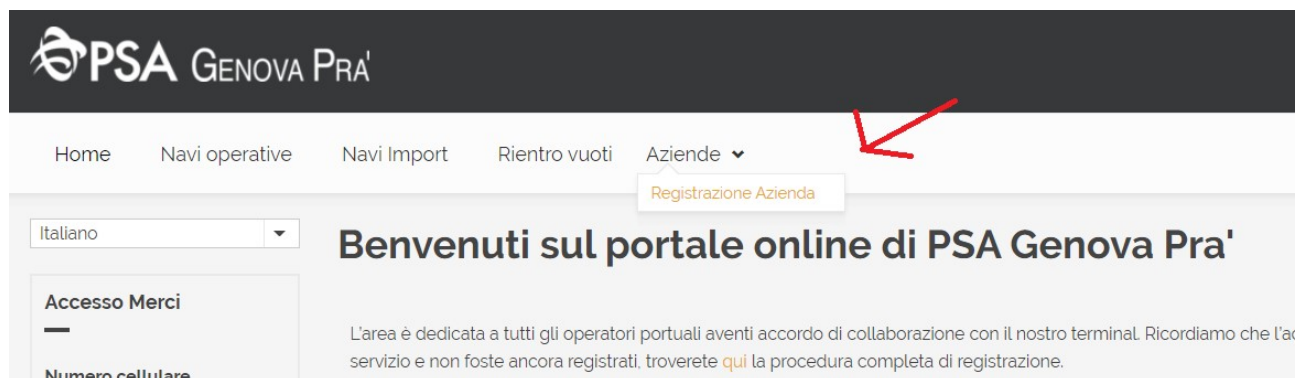 PSA GENOVA PRA'
Home Navi operative Navi Import Rientro vuoti Aziende
Registrazione Azienda
Italiano
Benvenuti sul portale online di PSA Genova Pra'
Accesso Merci
L'area è dedicata a tutti gli operatori portuali aventi accordo di collaborazione con il nostro terminal. Ricordiamo che
servizio e non foste ancora registrati, troverete qui la procedura completa di registrazione.
Numero cellulare